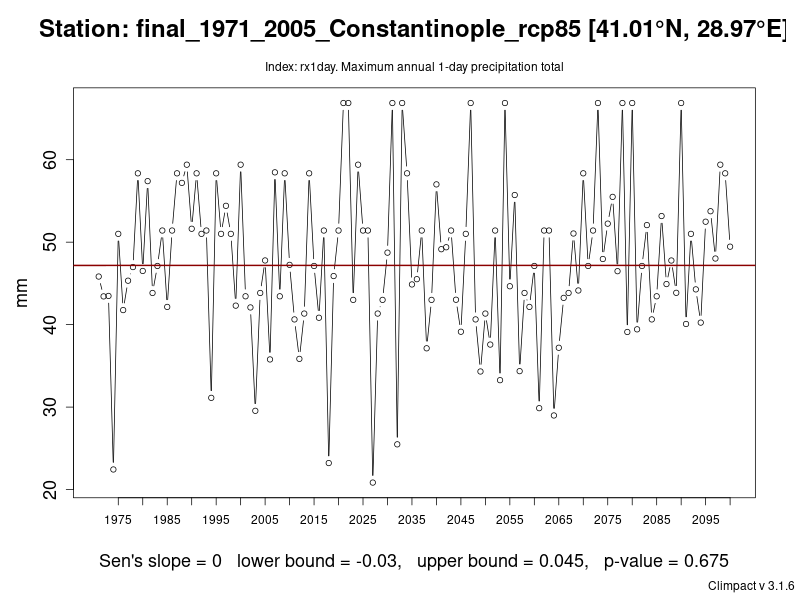 Station: final_1971_2005_Constantinople_rcp85 [41.01°N, 28.97°E]
Index: rx1day. Maximum annual 1-day precipitation total
60
50
40
30
20
mm
1975 1985 1995 2005 2015 2025 2035 2045 2055 2065 2075 2085 2095
Sen's slope = 0 lower bound = -0.03, upper bound = 0.045, p-value = 0.675
Climpact v 3.1.6